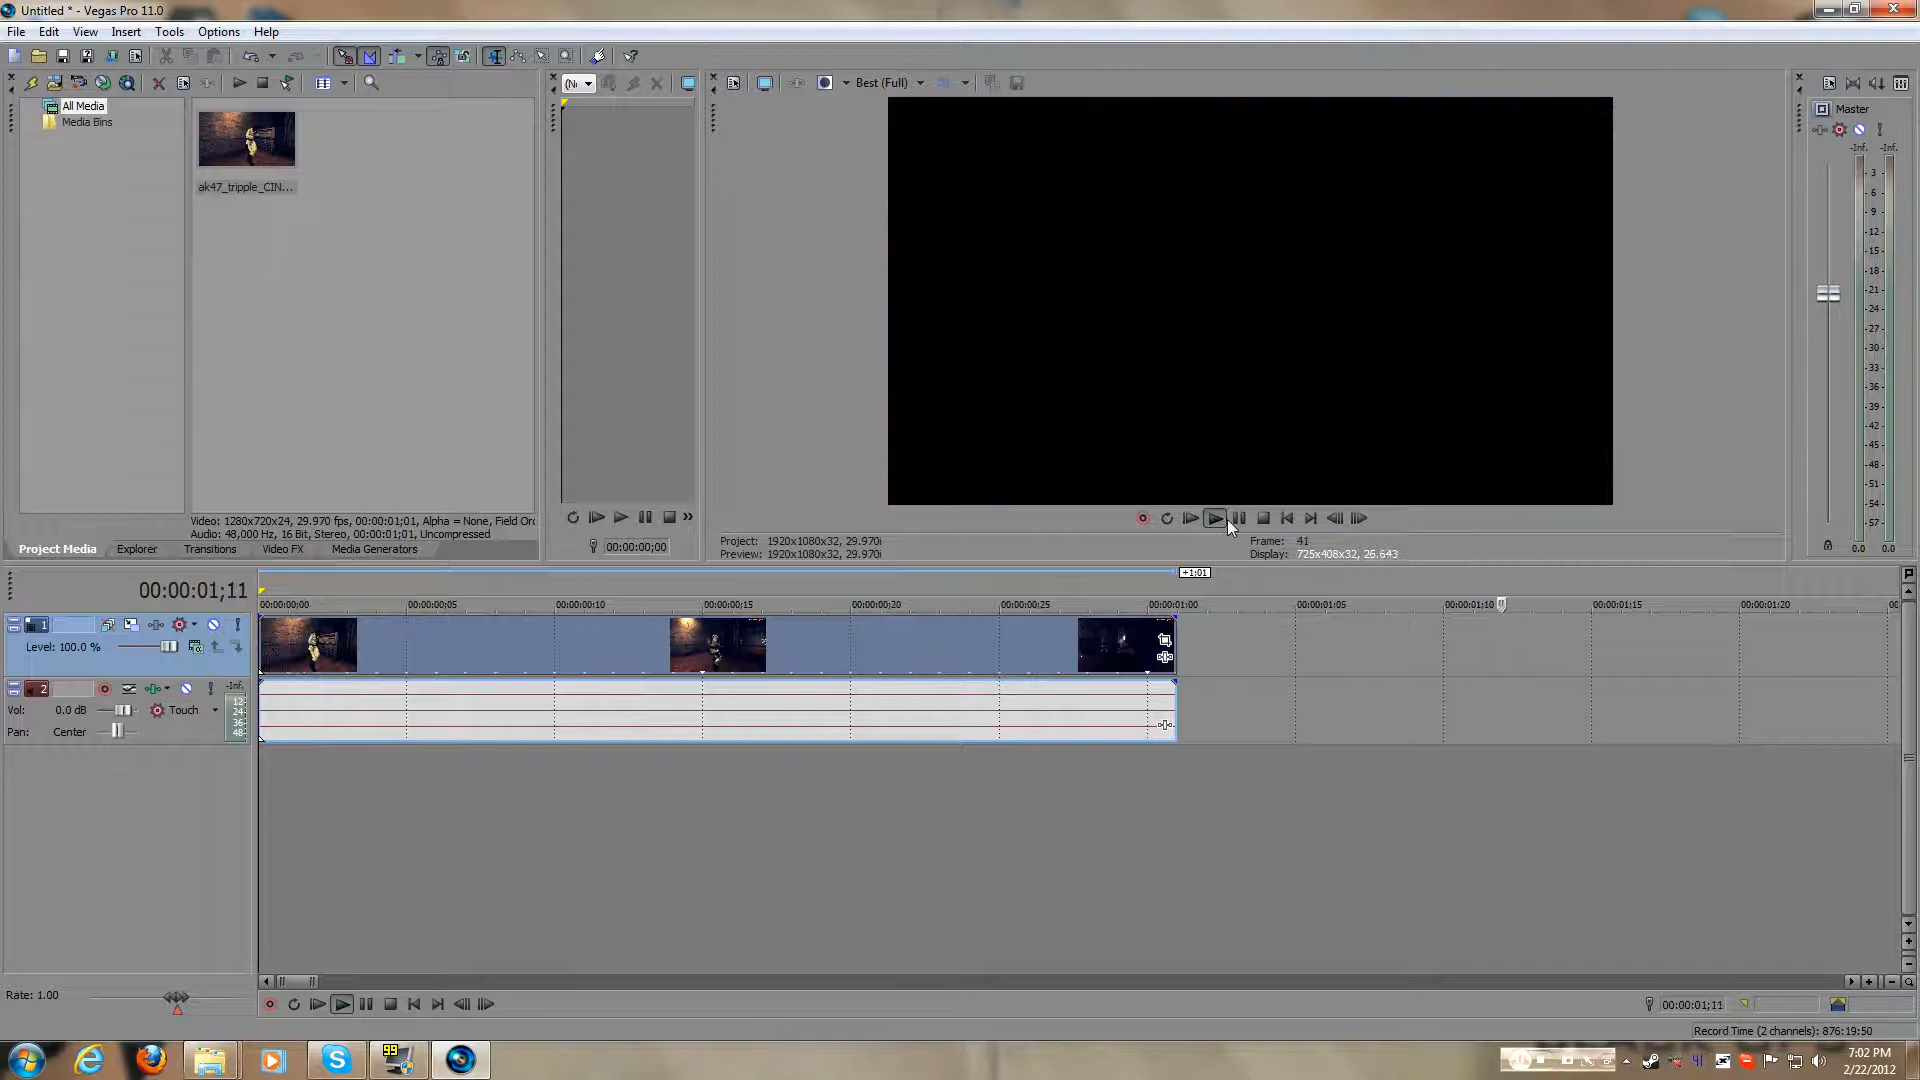 Untitled * - Vegas Pro 11.0
File Edit View Insert Tools Options Help
Best (Full)
All Media
Media Bins
ak47_tripple_CIN...
Master
-Inf. -Inf.
3
6
9
-12-
-15-
-18-
-21-
-24-
-27-
-30-
-33-
-36-
-39-
-42-
-45-
-48-
-51-
-54-
-57-
0.0 0.0
Video: 1280x720x24, 29.970 fps, 00:00:01;01, Alpha = None, Field Orc
Audio: 48,000 Hz, 16 Bit, Stereo, 00:00:01;01, Uncompressed
Project Media Explorer Transitions Video FX Media Generators
00:00:00;00
Project: 1920x1080x32, 29.970i
Preview: 1920x1080x32, 29.970i
Frame: 41
Display: 725x408x32, 26.643
+1:01
00:00:01;11
00:00:00;00 00:00:00;05 00:00:00;10 00:00:00;15 00:00:00;20 00:00:00;25 00:00:01;00 00:00:01;05 00:00:01;10 00:00:01;15 00:00:01;20 00
1
Level: 100.0 %
2
-Inf.
Vol: 0.0 dB Touch
Pan: Center
12
24
36
48
Rate: 1.00
00:00:01;11
Record Time (2 channels): 876:19:50
99
7:02 PM
2/22/2012